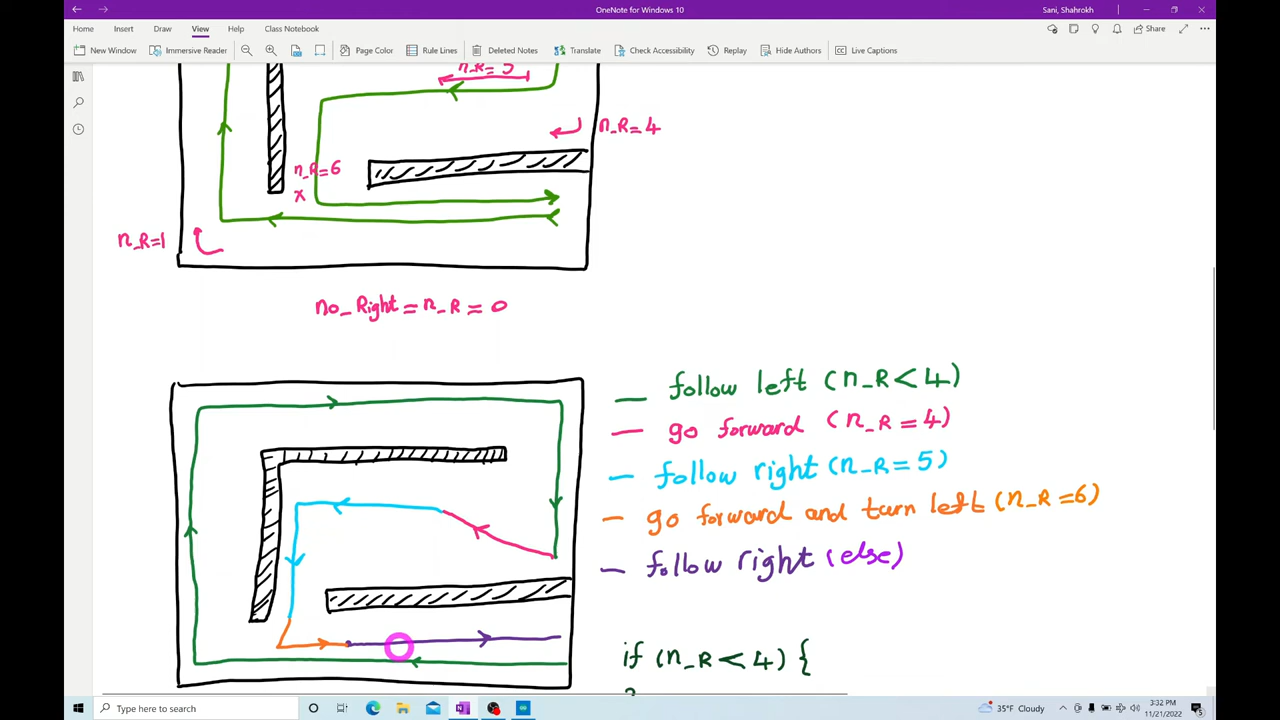 OneNote for Windows 10
Sani, Shahrokh
Home Insert Draw View Help Class Notebook
Share
New Window Immersive Reader Page Color Rule Lines Deleted Notes Translate Check Accessibility Replay Hide Authors Live Captions
n_R=5
n_R=4
n_R=6
x
n_R=1
no_Right=n_R=0
— follow left (n_R<4)
— go forward (n_R=4)
- follow right (n_R=5)
- go forward and turn left (n_R=6)
- follow right (else)
if (n_R<4) {
Type here to search
35°F Cloudy
3:32 PM
11/21/2022